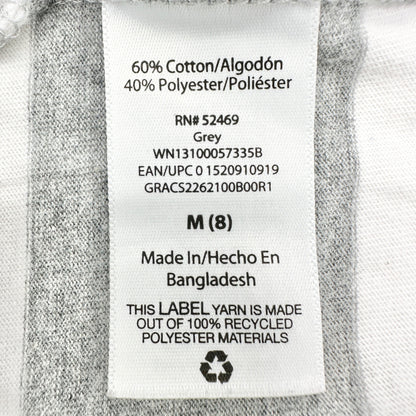 60% Cotton/Algodón
40% Polyester/Poliéster
RN# 52469
Grey
WN13100057335B
EAN/UPC 0 1520910919
GRACS2262100B00R1
M (8)
Made In/Hecho En
Bangladesh
THIS LABEL YARN IS MADE
OUT OF 100% RECYCLED
POLYESTER MATERIALS